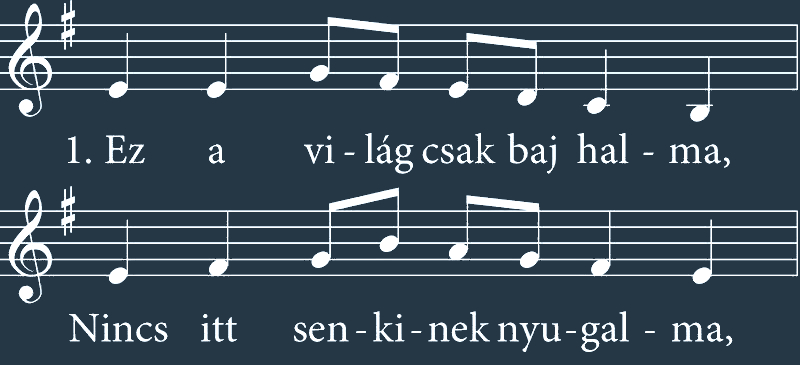 1. Ez a vi - lág csak baj hal - ma,
Nincs itt sen - ki - nek nyu - gal - ma,